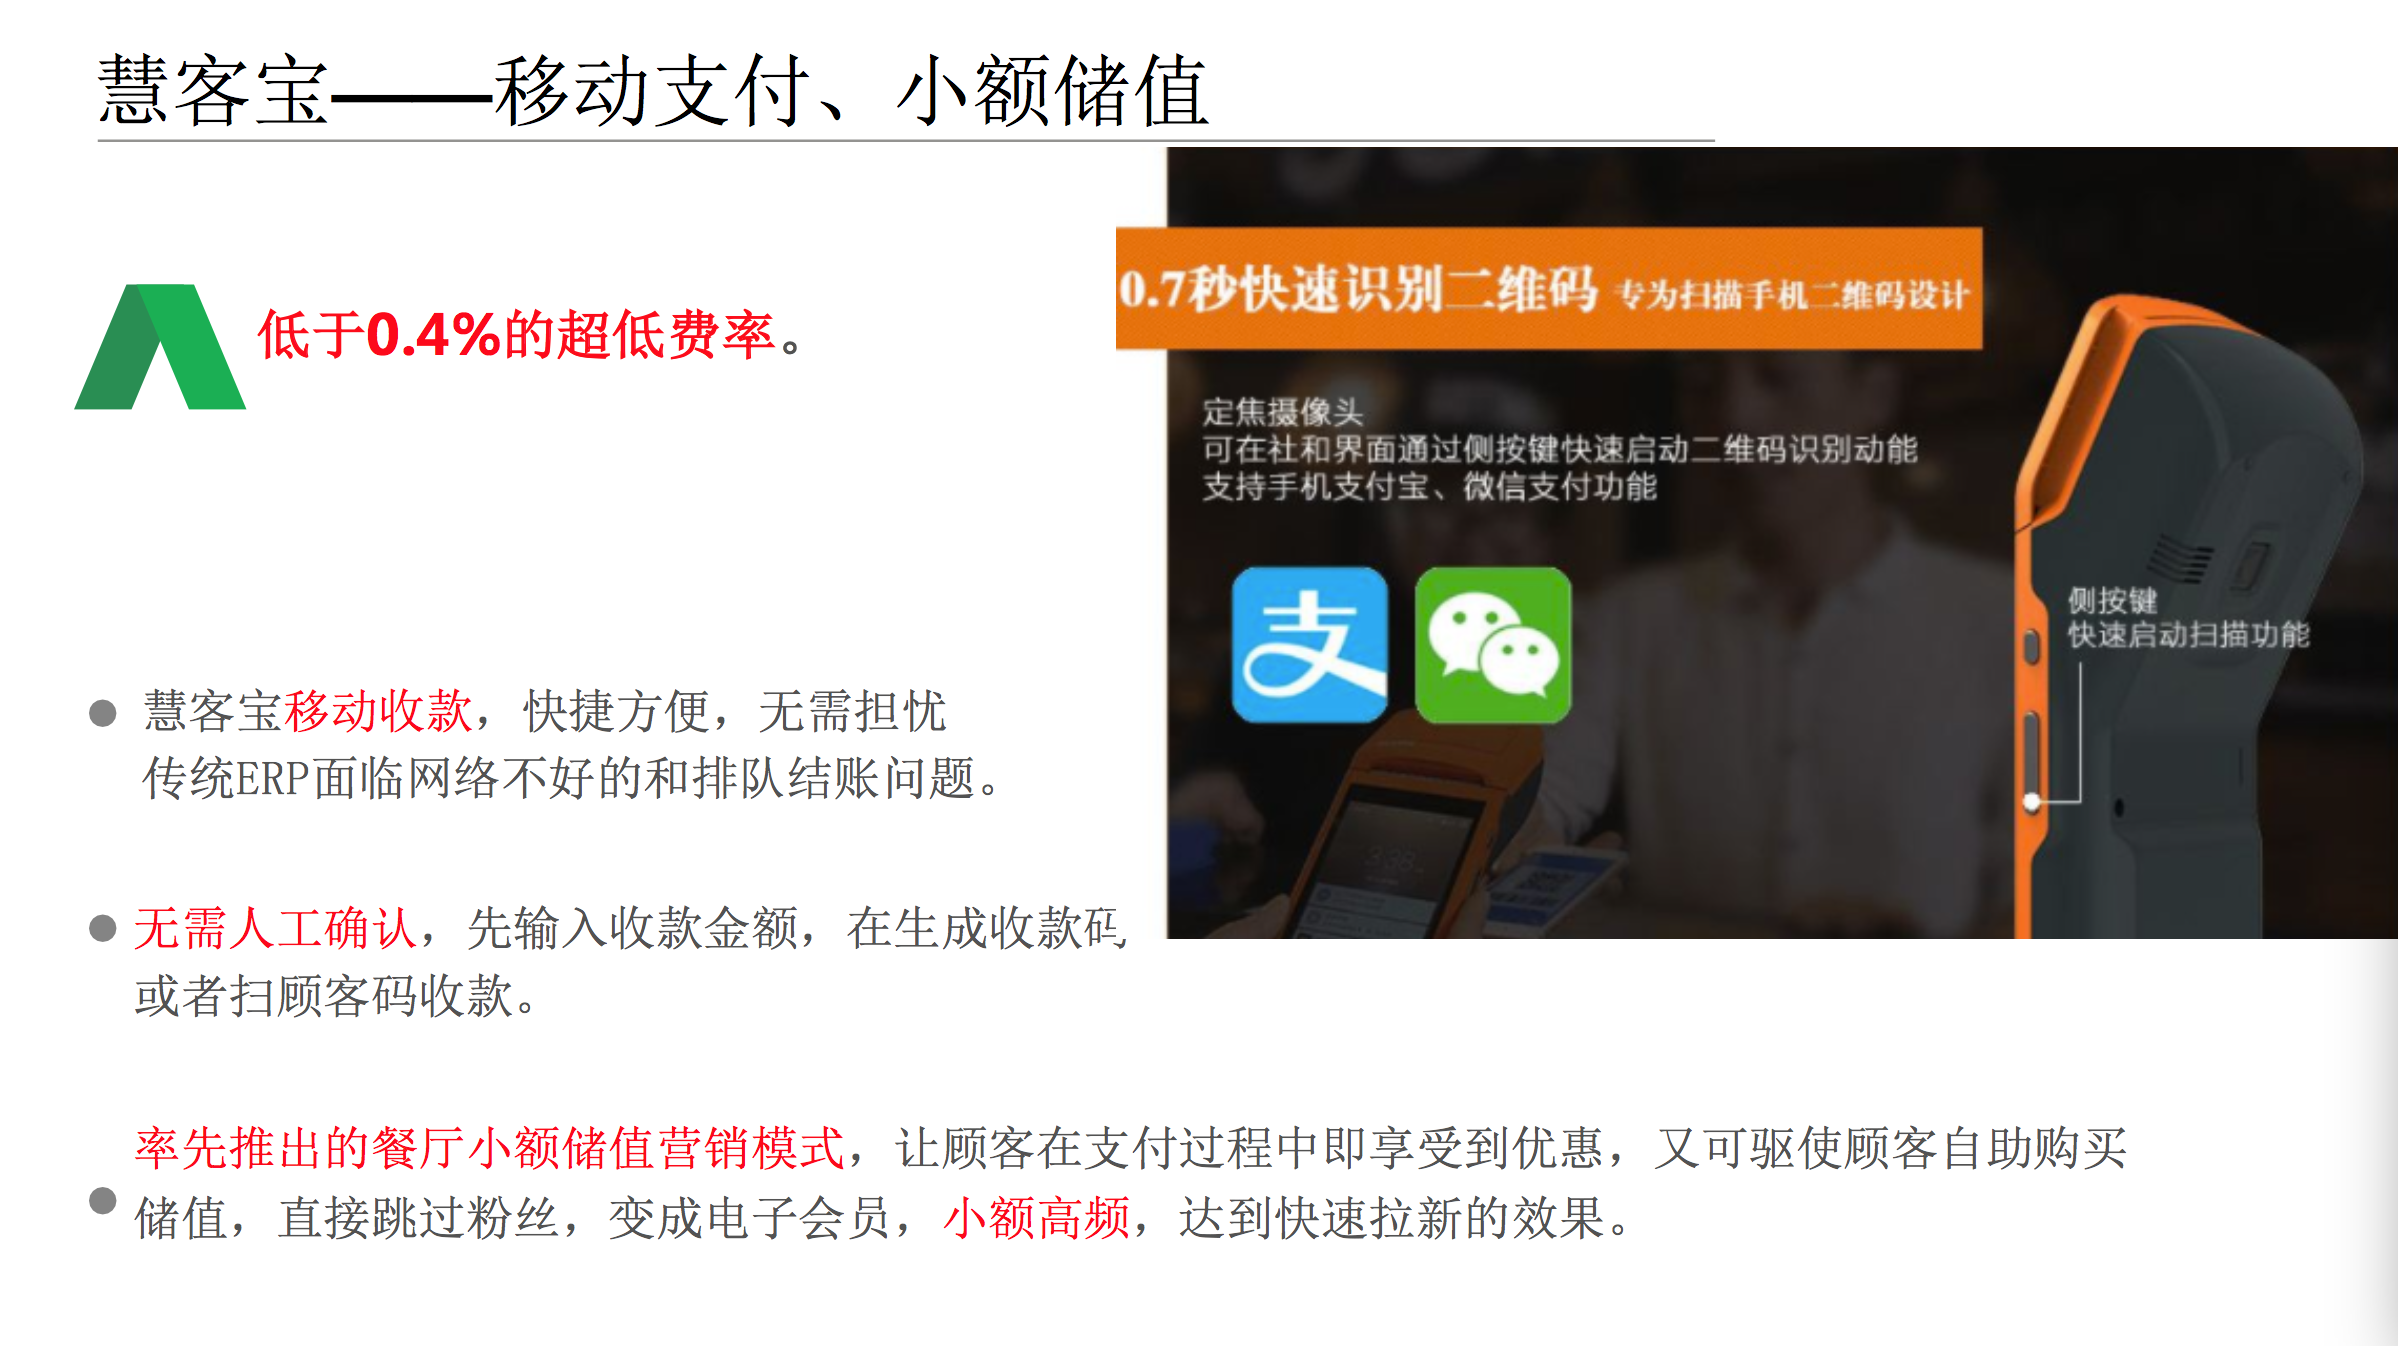 慧客宝——移动支付、小额储值
低于0.4%的超低费率。
0.7秒快速识别二维码 专为扫描手机二维码设计
定焦摄像头
可在社和界面通过侧按键快速启动二维码识别动能
支持手机支付宝、微信支付功能
支
侧按键
快速启动扫描功能
慧客宝移动收款，快捷方便，无需担忧
传统ERP面临网络不好的和排队结账问题。
无需人工确认，先输入收款金额，在生成收款码
或者扫顾客码收款。
率先推出的餐厅小额储值营销模式，让顾客在支付过程中即享受到优惠，又可驱使顾客自助购买
储值，直接跳过粉丝，变成电子会员，小额高频，达到快速拉新的效果。